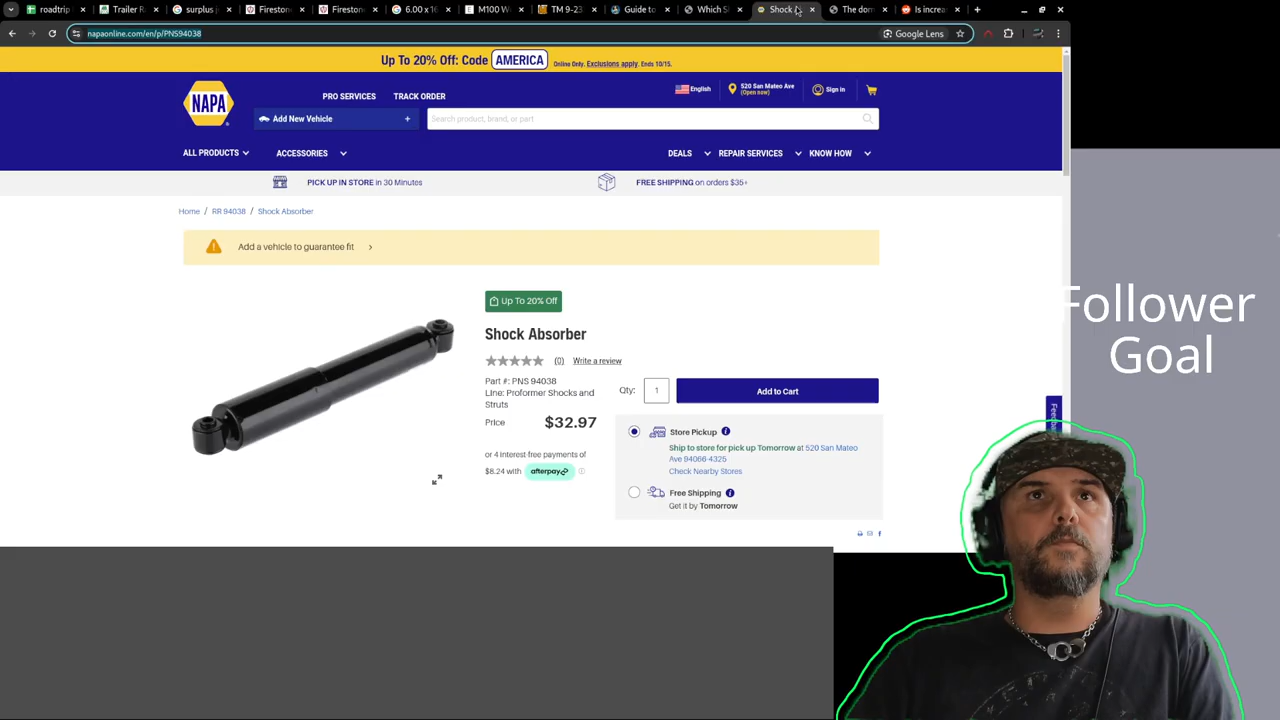 roadtrip
Trailer R
surplus j
Firestone
Firestone
6.00 x 16
M100 W
TM 9-23
Guide to
Which S
Shock
The dom
Is increa
napaonline.com/en/p/PNS94038
Google Lens
Up To 20% Off: Code AMERICA Online Only. Exclusions apply. Ends 10/15.
NAPA
PRO SERVICES
TRACK ORDER
English
520 San Mateo Ave
(Open now)
Sign in
Add New Vehicle +
Search product, brand, or part
ALL PRODUCTS
ACCESSORIES
DEALS
REPAIR SERVICES
KNOW HOW
PICK UP IN STORE in 30 Minutes
FREE SHIPPING on orders $35+
Home / RR 94038 / Shock Absorber
Add a vehicle to guarantee fit >
Up To 20% Off
Shock Absorber
(0) Write a review
Part #: PNS 94038
Line: Proformer Shocks and
Struts
Price $32.97
or 4 interest-free payments of
$8.24 with afterpay
Qty: 1
Add to Cart
Store Pickup
Ship to store for pick up Tomorrow at 520 San Mateo
Ave 94066-4325
Check Nearby Stores
Free Shipping
Get it by Tomorrow
Follower
Goal